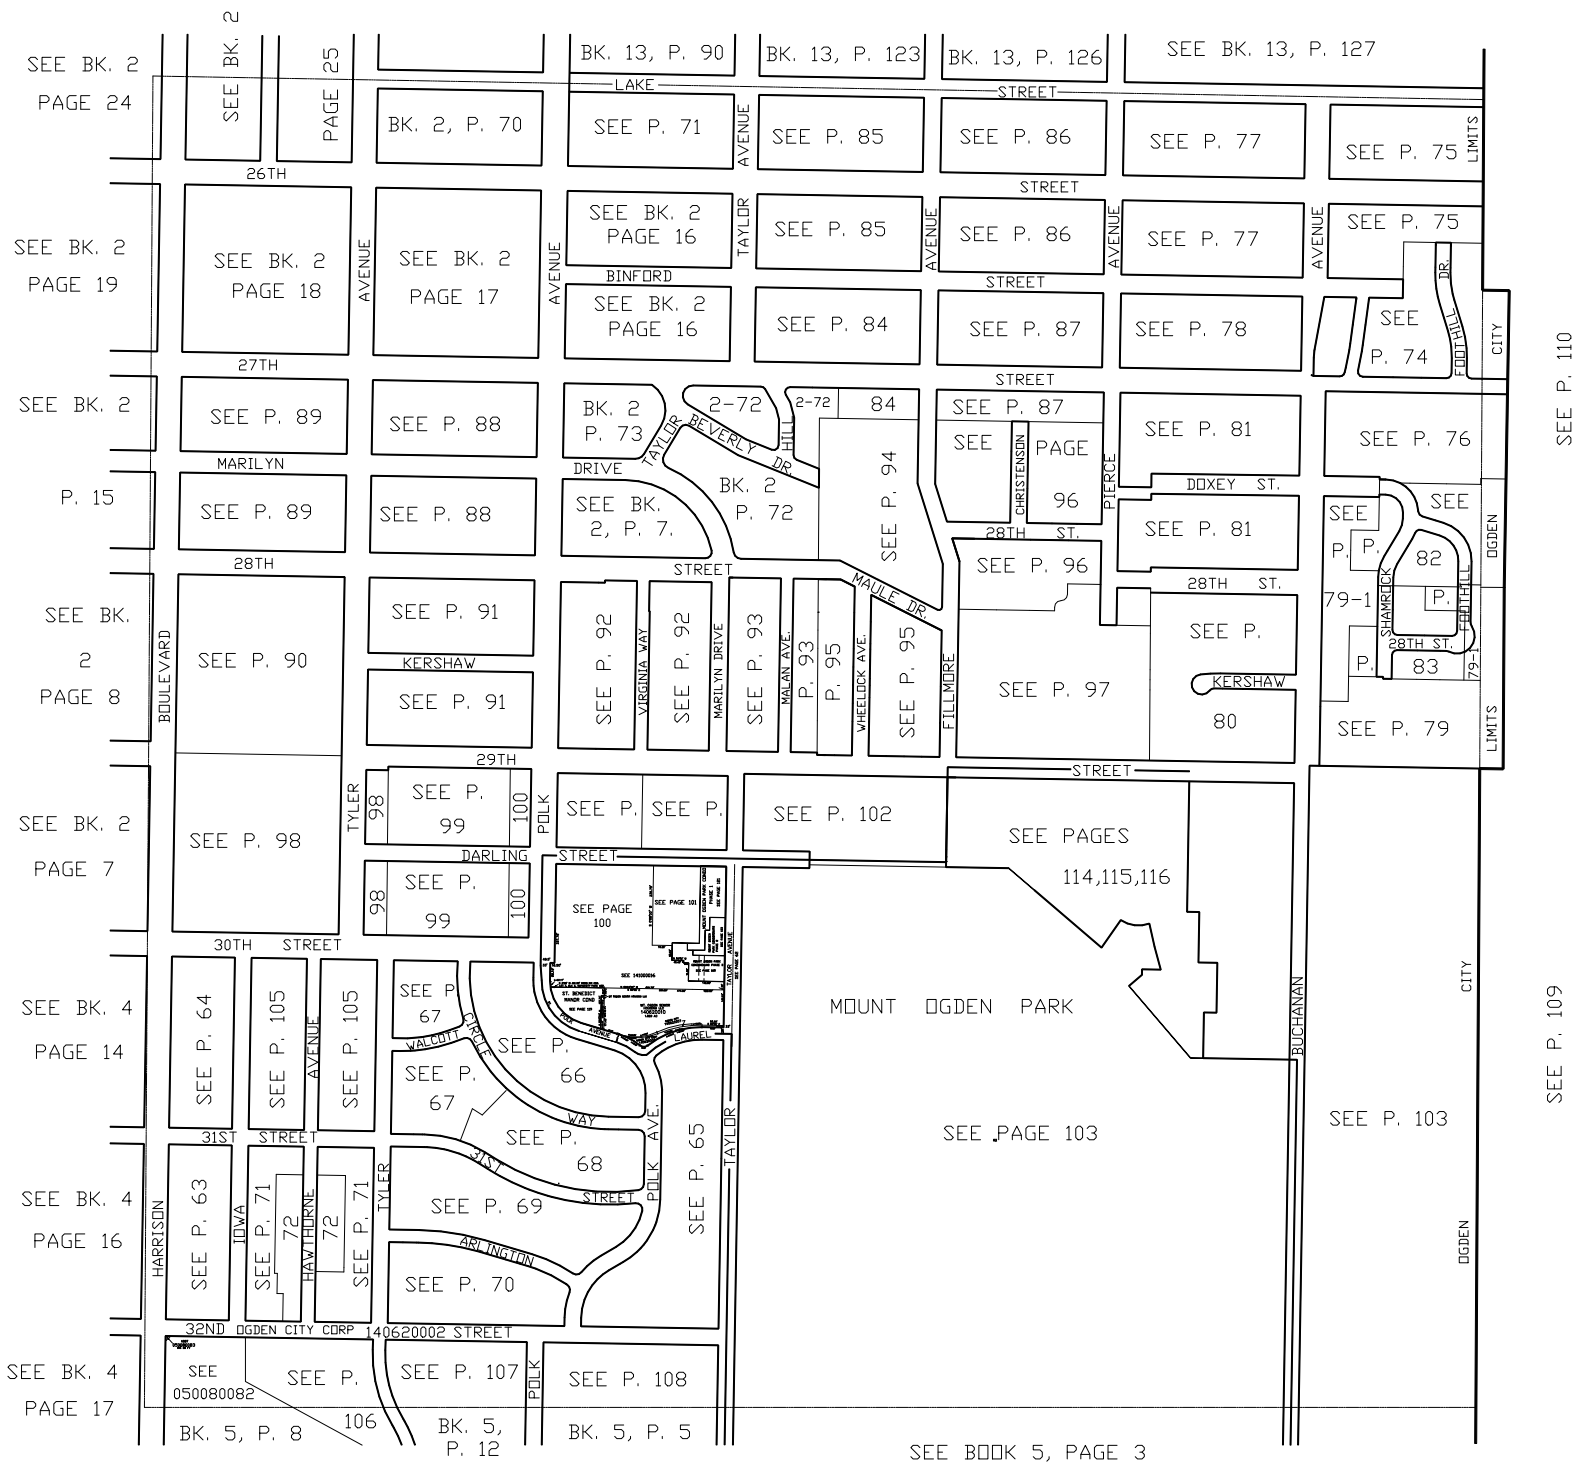 SEE BK. 2
PAGE 24
SEE BK. 2
PAGE 25
BK. 13, P. 90
BK. 13, P. 123
BK. 13, P. 126
SEE BK. 13, P. 127
LAKE
STREET
BK. 2, P. 70
SEE P. 71
AVENUE
SEE P. 85
SEE P. 86
SEE P. 77
SEE P. 75
LIMITS
26TH
STREET
SEE BK. 2
PAGE 19
SEE BK. 2
PAGE 18
AVENUE
SEE BK. 2
PAGE 17
AVENUE
SEE BK. 2
PAGE 16
TAYLOR
SEE P. 85
AVENUE
SEE P. 86
AVENUE
SEE P. 77
AVENUE
SEE P. 75
BINFORD
STREET
SEE BK. 2
PAGE 16
SEE P. 84
SEE P. 87
SEE P. 78
SEE
P. 74
FOOTHILL
DR.
CITY
SEE P. 110
27TH
STREET
SEE BK. 2
P. 15
SEE P. 89
SEE P. 88
BK. 2
P. 73
TAYLOR
2-72
BEVERLY DR.
HILL
2-72
84
SEE P. 94
SEE P. 87
SEE
CHRISTENSON
PAGE
96
PIERCE
SEE P. 81
SEE P. 76
MARILYN
DRIVE
DOXEY ST.
SEE P. 89
SEE P. 88
SEE BK.
2, P. 7.
BK. 2
P. 72
28TH ST.
SEE P. 81
SEE
P.
P.
SEE
82
P.
OGDEN
28TH
STREET
MAULE DR.
SEE P. 96
28TH ST.
79-1
SHAMROCK
FOOTHILL
28TH ST.
P.
83
79-1
SEE P. 79
LIMITS
SEE BK.
2
PAGE 8
BOULEVARD
SEE P. 90
SEE P. 91
KERSHAW
SEE P. 91
SEE P. 92
VIRGINIA WAY
SEE P. 92
MARILYN DRIVE
SEE P. 93
MALAN AVE.
P. 93
P. 95
WHEELOCK AVE.
SEE P. 95
FILLMORE
SEE P. 97
SEE P.
KERSHAW
80
29TH
STREET
SEE BK. 2
PAGE 7
SEE P. 98
TYLER
98
SEE P.
99
100
POLK
SEE P.
SEE P.
SEE P. 102
SEE PAGES
114,115,116
DARLING
STREET
98
SEE P.
99
100
SEE PAGE
100
SEE PAGE 101
TAYLOR AVENUE
ST. BENEDICT
MANOR COND
140620010
POLK
AVENUE
LAUREL
30TH STREET
SEE BK. 4
PAGE 14
SEE P. 64
SEE P. 105
AVENUE
SEE P. 105
SEE P
67
WALCOTT
CIRCLE
SEE P.
66
SEE P.
67
WAY
SEE P.
68
POLK AVE.
SEE P. 65
TAYLOR
MOUNT OGDEN PARK
BUCHANAN
CITY
SEE P. 109
SEE PAGE 103
SEE P. 103
31ST STREET
31ST
STREET
SEE BK. 4
PAGE 16
HARRISON
SEE P. 63
IOWA
SEE P. 71
72
HAWTHORNE
72
SEE P. 71
TYLER
SEE P. 69
ARLINGTON
SEE P. 70
OGDEN
32ND OGDEN CITY CORP 140620002 STREET
SEE BK. 4
PAGE 17
SEE
050080082
SEE P.
106
SEE P. 107
POLK
SEE P. 108
BK. 5, P. 8
BK. 5,
P. 12
BK. 5, P. 5
SEE BOOK 5, PAGE 3